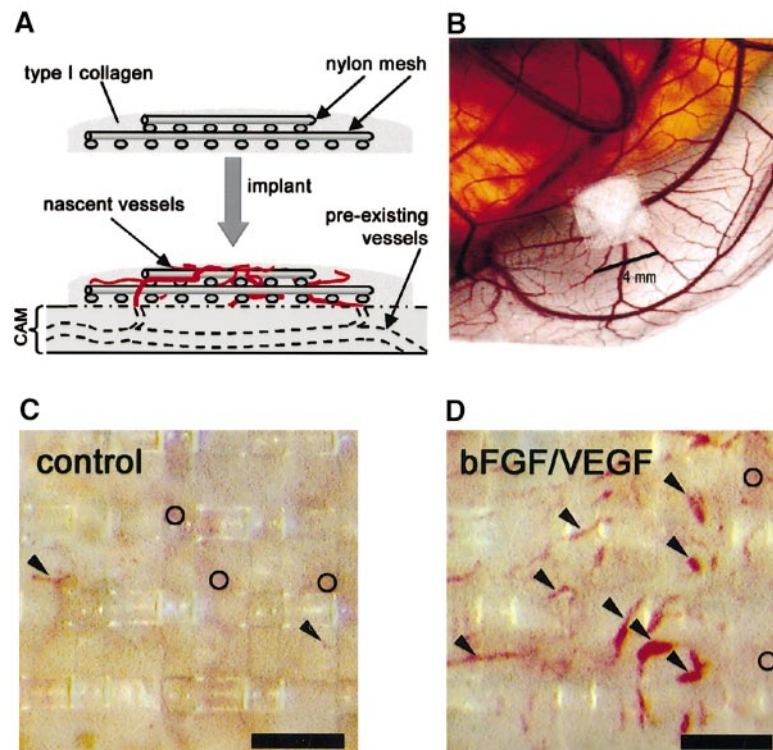 A
type I collagen
nylon mesh
implant
nascent vessels
pre-existing
vessels
CAM
B
4 mm
C
control
D
bFGF/VEGF